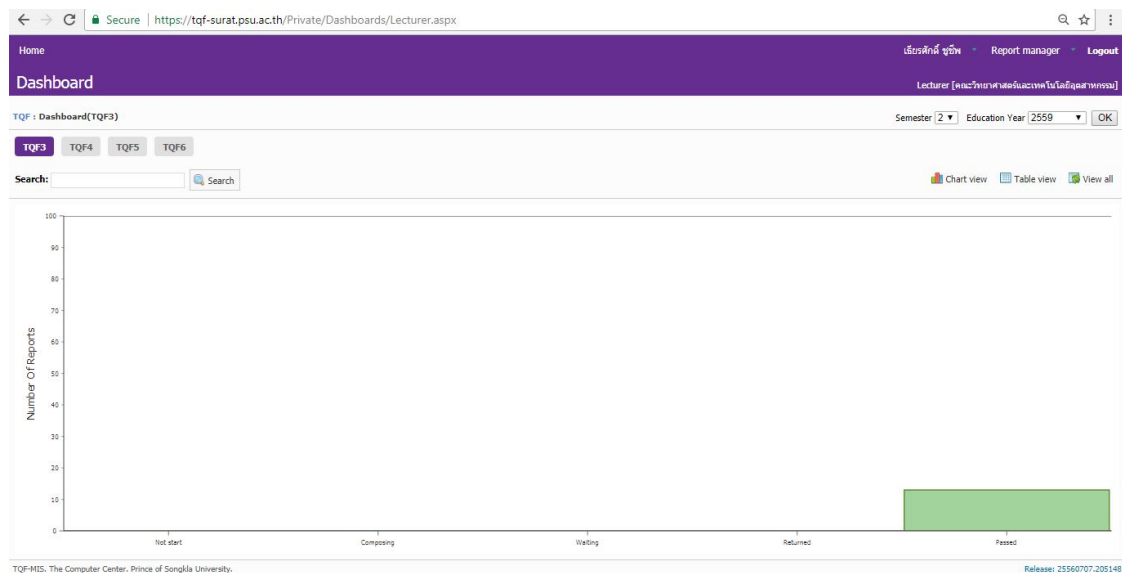 Secure | https://tqf-surat.psu.ac.th/Private/Dashboards/Lecturer.aspx
Home เธียรศักดิ์ ชูชีพ Report manager Logout
Dashboard Lecturer [คณะวิทยาศาสตร์และเทคโนโลยีอุตสาหกรรม]
TQF : Dashboard(TQF3) Semester 2 Education Year 2559 OK
TQF3 TQF4 TQF5 TQF6
Search: Search Chart view Table view View all
100
90
80
70
60
50
40
30
20
10
0
Number Of Reports
Not start Composing Waiting Returned Passed
TQF-MIS. The Computer Center. Prince of Songkla University. Release: 25560707.205148